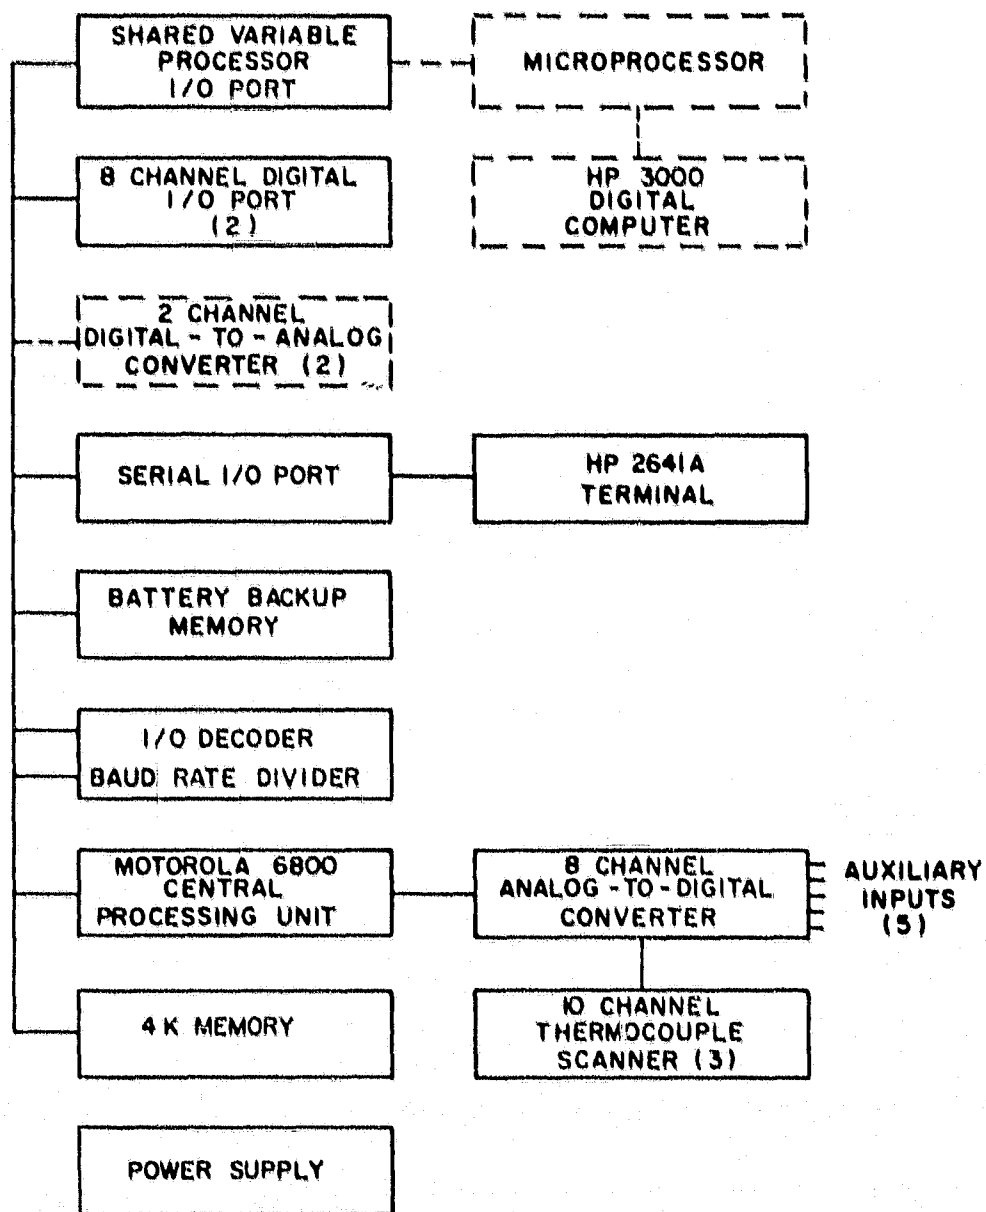 SHARED VARIABLE
PROCESSOR
I/O PORT
MICROPROCESSOR
8 CHANNEL DIGITAL
I/O PORT
(2)
HP 3000
DIGITAL
COMPUTER
2 CHANNEL
DIGITAL - TO - ANALOG
CONVERTER (2)
SERIAL I/O PORT
HP 2641A
TERMINAL
BATTERY BACKUP
MEMORY
I/O DECODER
BAUD RATE DIVIDER
MOTOROLA 6800
CENTRAL
PROCESSING UNIT
8 CHANNEL
ANALOG - TO - DIGITAL
CONVERTER
AUXILIARY
INPUTS
(5)
4K MEMORY
10 CHANNEL
THERMOCOUPLE
SCANNER (3)
POWER SUPPLY